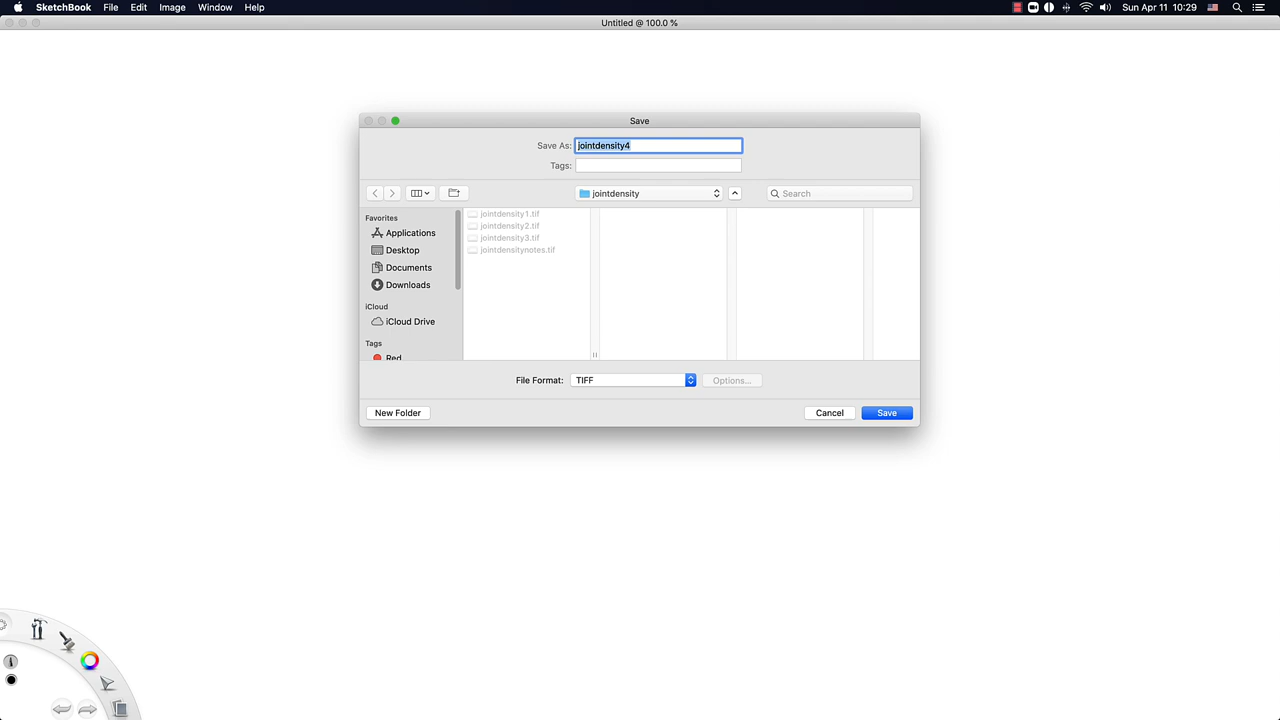 SketchBook File Edit Image Window Help Sun Apr 11 10:29
Untitled @ 100.0 %
Save
Save As: jointdensity4
Tags:
jointdensity Search
Favorites
Applications
Desktop
Documents
Downloads
iCloud
iCloud Drive
Tags
Red
jointdensity1.tif
jointdensity2.tif
jointdensity3.tif
jointdensitynotes.tif
File Format: TIFF Options...
New Folder Cancel Save